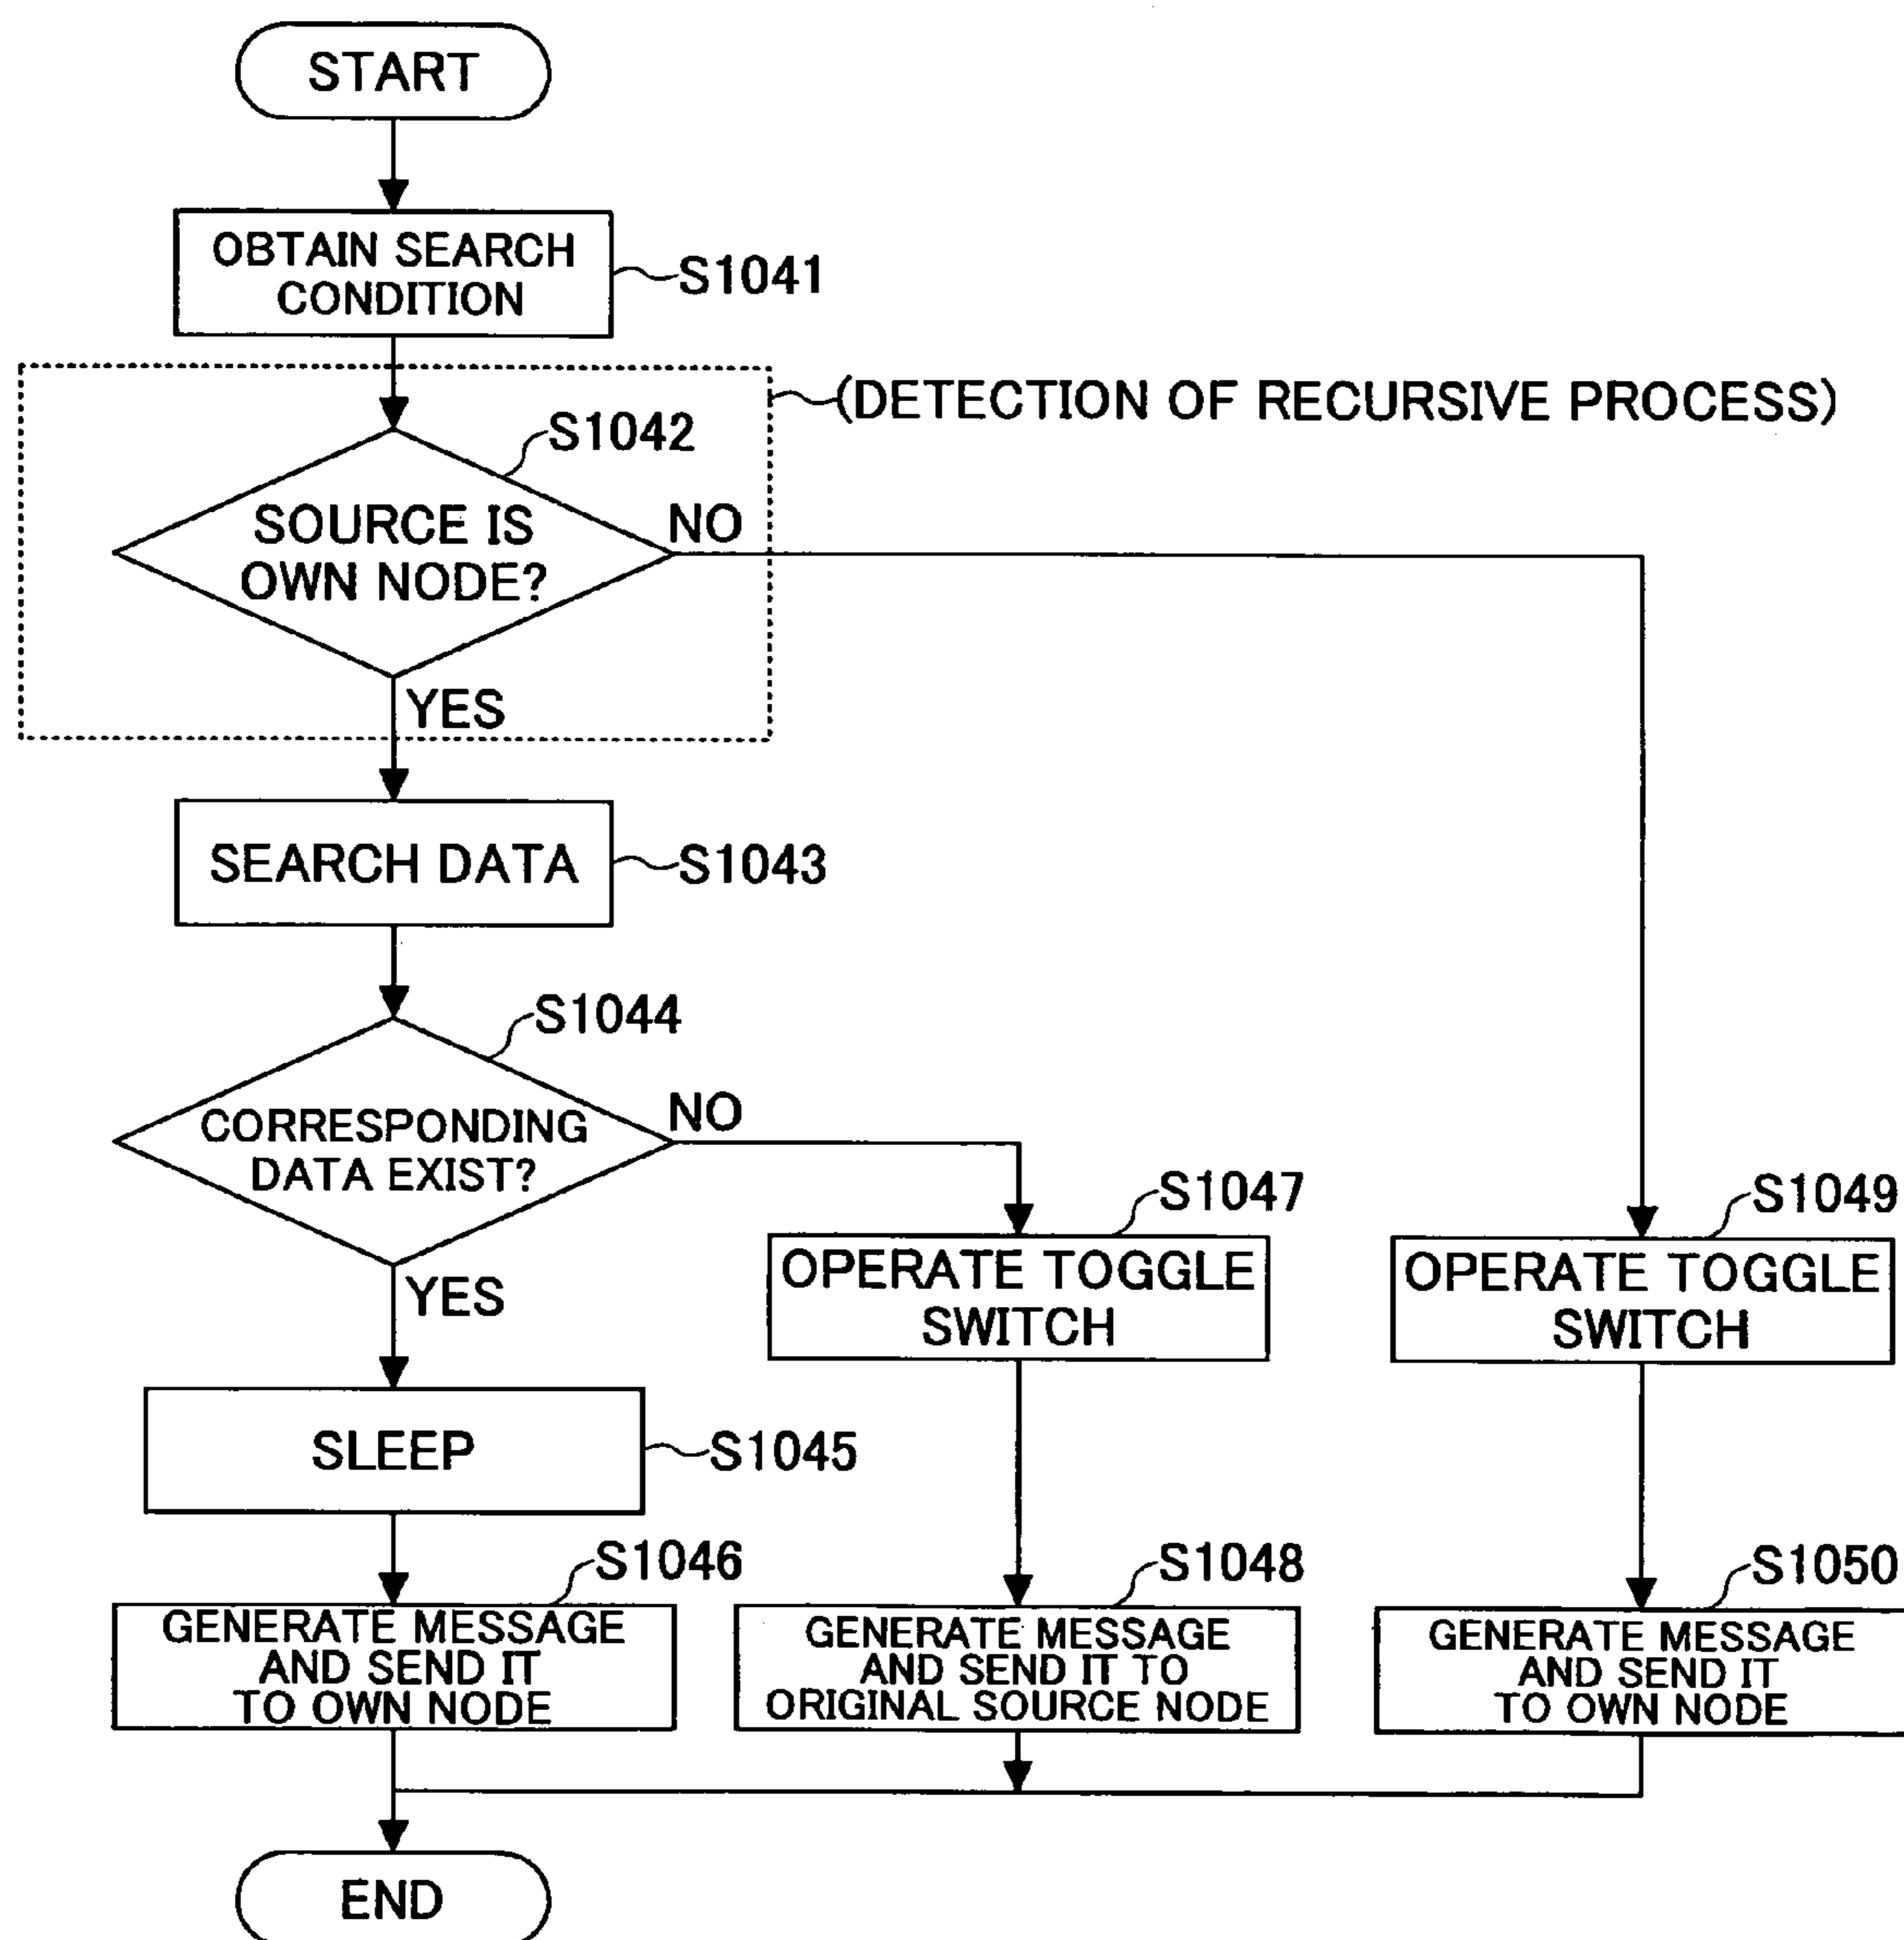 START
OBTAIN SEARCH
CONDITION
S1041
(DETECTION OF RECURSIVE PROCESS)
S1042
SOURCE IS
OWN NODE?
NO
YES
SEARCH DATA
S1043
S1044
CORRESPONDING
DATA EXIST?
NO
YES
S1047
OPERATE TOGGLE
SWITCH
S1049
OPERATE TOGGLE
SWITCH
SLEEP
S1045
S1046
GENERATE MESSAGE
AND SEND IT
TO OWN NODE
S1048
GENERATE MESSAGE
AND SEND IT TO
ORIGINAL SOURCE NODE
S1050
GENERATE MESSAGE
AND SEND IT
TO OWN NODE
END